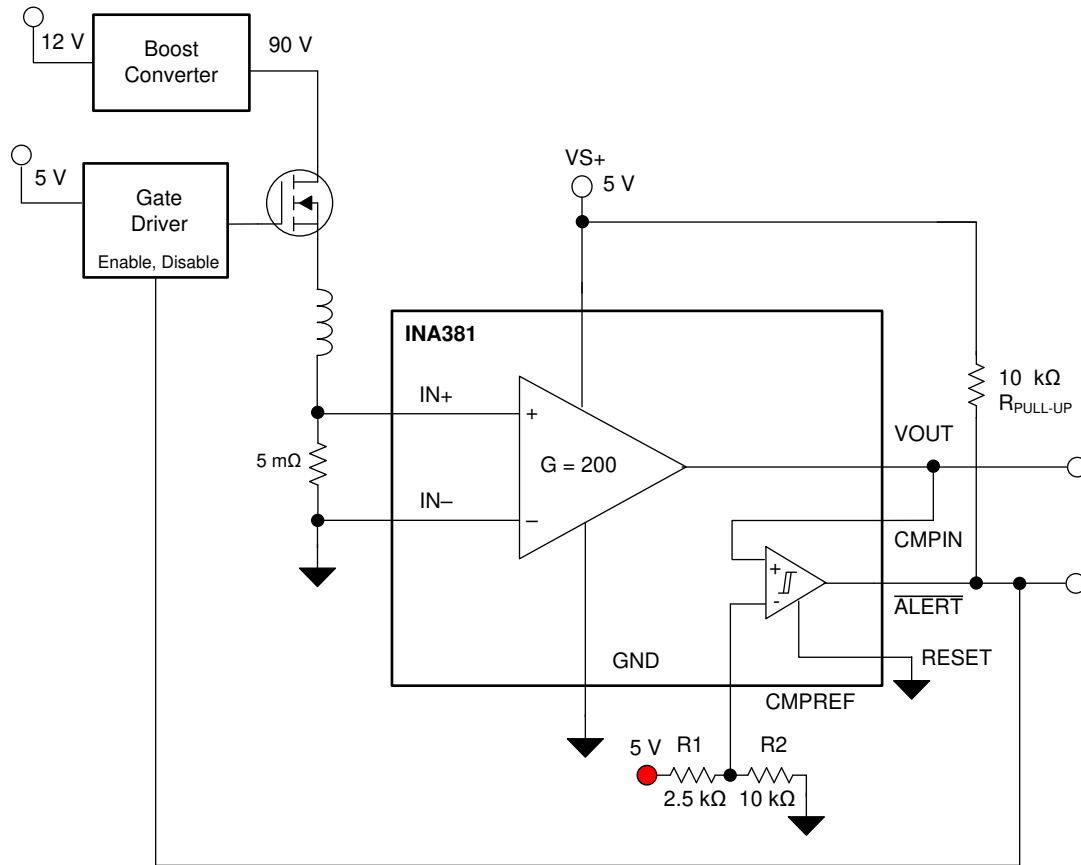 12 V
Boost
Converter
90 V
5 V
Gate
Driver
Enable, Disable
VS+
5 V
INA381
IN+
+
G = 200
5 mΩ
IN–
–
10 kΩ
RPULL-UP
VOUT
CMPIN
+
-
ALERT
RESET
GND
CMPREF
5 V
R1
R2
2.5 kΩ
10 kΩ